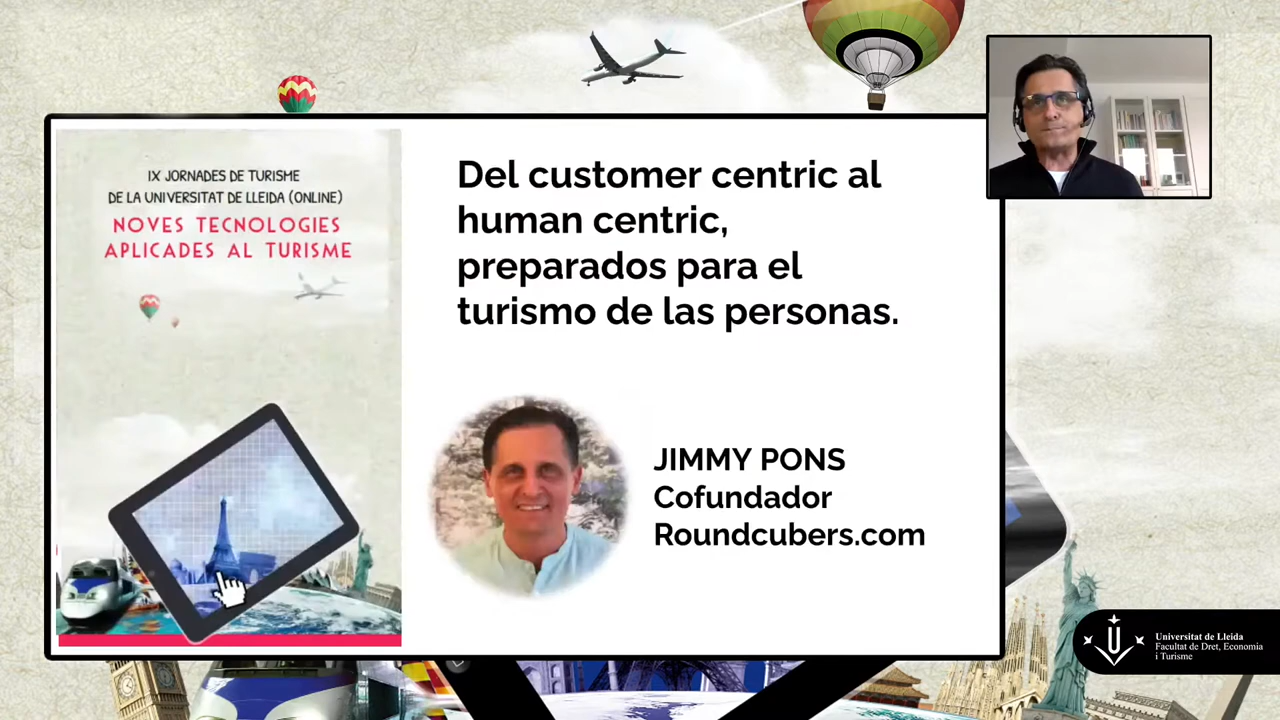 IX JORNADES DE TURISME
DE LA UNIVERSITAT DE LLEIDA (ONLINE)
NOVES TECNOLOGIES
APLICADES AL TURISME
Del customer centric al
human centric,
preparados para el
turismo de las personas.
JIMMY PONS
Cofundador
Roundcubers.com
Universitat de Lleida
Facultat de Dret, Economia
i Turisme